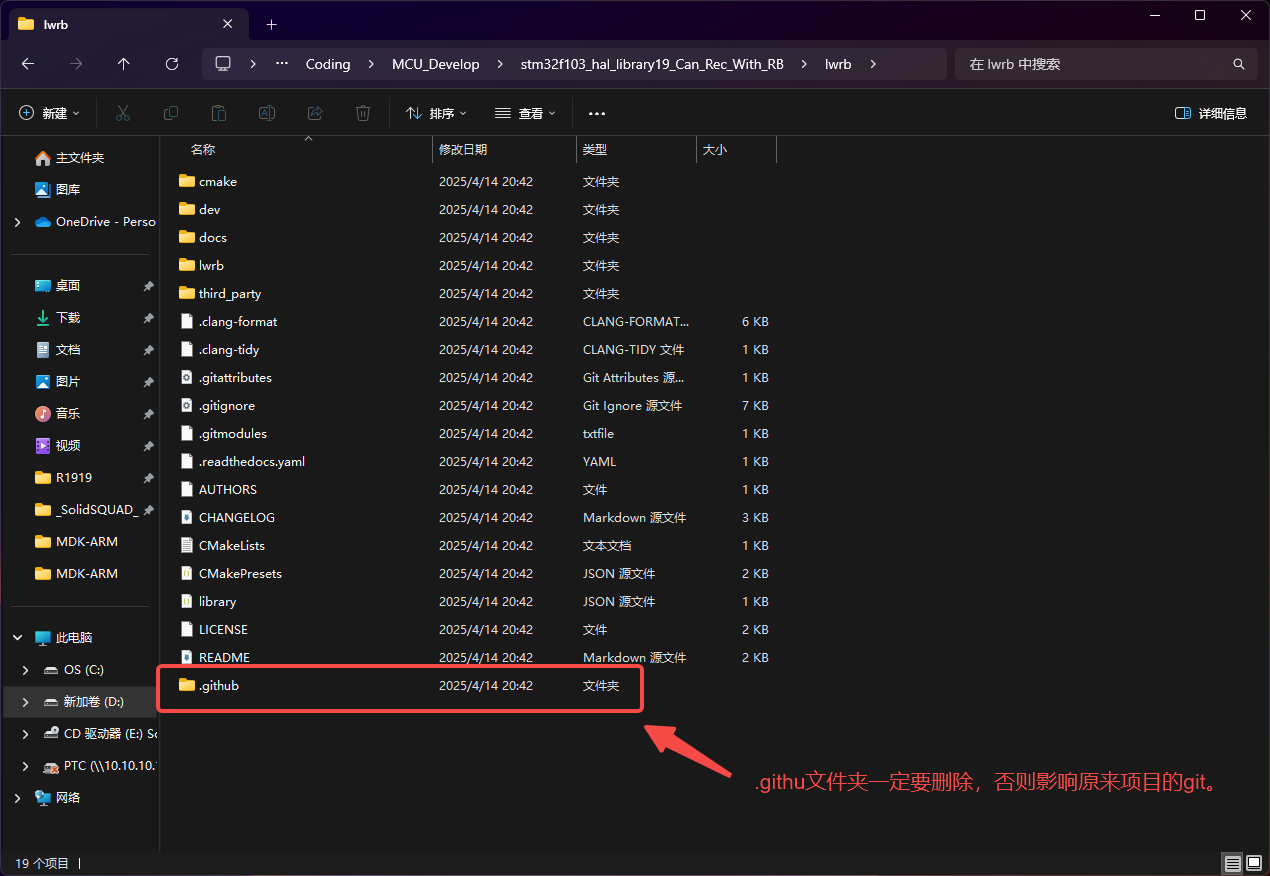 lwrb
Coding MCU_Develop stm32f103_hal_library19_Can_Rec_With_RB lwrb 在 lwrb 中搜索
新建 排序 查看 详细信息
名称 修改日期 类型 大小
主文件夹
图库
OneDrive - Perso
桌面
下载
文档
图片
音乐
视频
R1919
_SolidSQUAD_
MDK-ARM
MDK-ARM
此电脑
OS (C:)
新加卷 (D:)
CD 驱动器 (E:) Sc
PTC (\\10.10.10.1
网络
cmake 2025/4/14 20:42 文件夹
dev 2025/4/14 20:42 文件夹
docs 2025/4/14 20:42 文件夹
lwrb 2025/4/14 20:42 文件夹
third_party 2025/4/14 20:42 文件夹
.clang-format 2025/4/14 20:42 CLANG-FORMAT... 6 KB
.clang-tidy 2025/4/14 20:42 CLANG-TIDY 文件 1 KB
.gitattributes 2025/4/14 20:42 Git Attributes 源... 1 KB
.gitignore 2025/4/14 20:42 Git Ignore 源文件 7 KB
.gitmodules 2025/4/14 20:42 txtfile 1 KB
.readthedocs.yaml 2025/4/14 20:42 YAML 1 KB
AUTHORS 2025/4/14 20:42 文件 1 KB
CHANGELOG 2025/4/14 20:42 Markdown 源文件 3 KB
CMakeLists 2025/4/14 20:42 文本文档 1 KB
CMakePresets 2025/4/14 20:42 JSON 源文件 2 KB
library 2025/4/14 20:42 JSON 源文件 1 KB
LICENSE 2025/4/14 20:42 文件 2 KB
README 2025/4/14 20:42 Markdown 源文件 2 KB
.github 2025/4/14 20:42 文件夹
.githu文件夹一定要删除，否则影响原来项目的git。
19 个项目